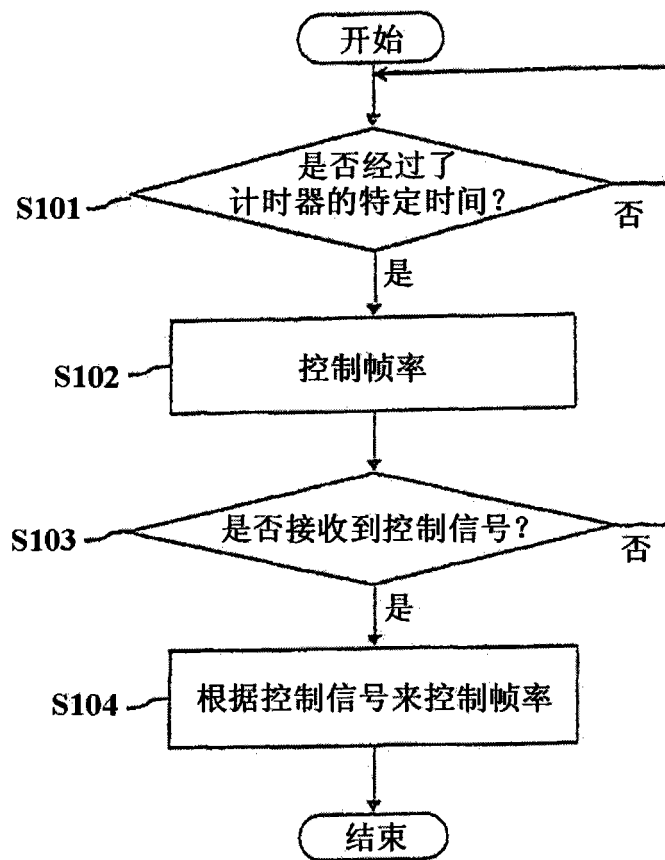 开始
是否经过了
计时器的特定时间?
S101
否
是
控制帧率
S102
是否接收到控制信号?
S103
否
是
根据控制信号来控制帧率
S104
结束